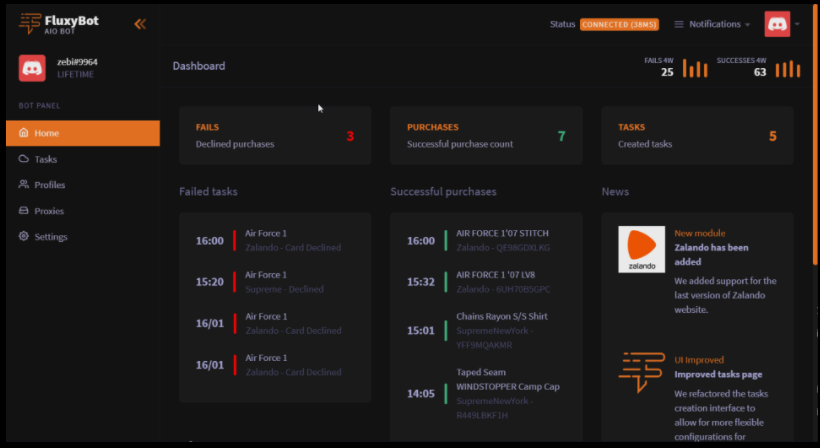 FluxyBot
AIO BOT
Status CONNECTED (38MS) Notifications
zebi#9964
LIFETIME
Dashboard
FAILS 4W
25
SUCCESSES 4W
63
BOT PANEL
Home
Tasks
Profiles
Proxies
Settings
FAILS
Declined purchases
3
PURCHASES
Successful purchase count
7
TASKS
Created tasks
5
Failed tasks
16:00
Air Force 1
Zalando - Card Declined
15:20
Air Force 1
Supreme - Declined
16/01
Air Force 1
Zalando - Card Declined
16/01
Air Force 1
Zalando - Card Declined
Successful purchases
16:00
AIR FORCE 1'07 STITCH
Zalando - QE98GDXLKG
15:32
AIR FORCE 1 '07 LV8
Zalando - 6UH70B5GPC
15:01
Chains Rayon S/S Shirt
SupremeNewYork -
YFF9MQAKMR
14:05
Taped Seam
WINDSTOPPER Camp Cap
SupremeNewYork -
R449LBKF1H
News
zalando
New module
Zalando has been
added
We added support for the
last version of Zalando
website.
UI Improved
Improved tasks page
We refactored the tasks
creation interface to
allow for more flexible
configurations for